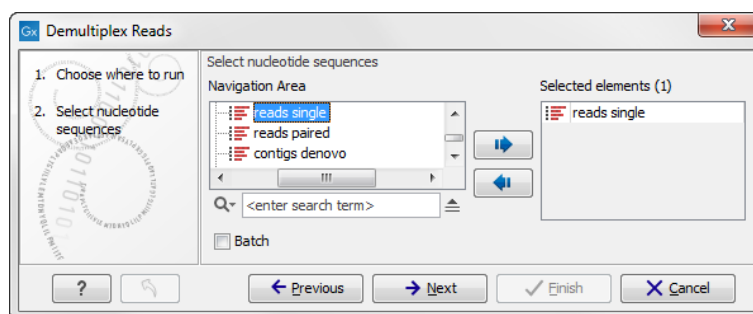 Gx Demultiplex Reads
X
1. Choose where to run
2. Select nucleotide
sequences
Select nucleotide sequences
Navigation Area
reads single
reads paired
contigs denovo
<enter search term>
Batch
Selected elements (1)
reads single
?
Previous
Next
Finish
Cancel